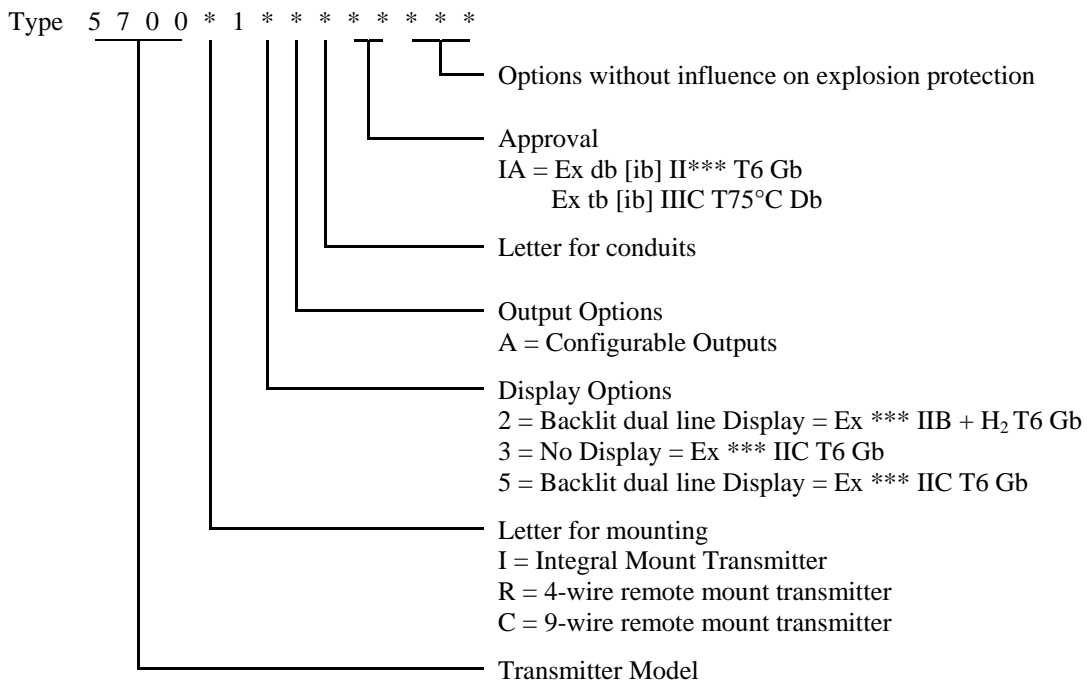 Type 5 7 0 0 * 1 * * * * * * * *
Options without influence on explosion protection
Approval
IA = Ex db [ib] II*** T6 Gb
Ex tb [ib] IIIC T75°C Db
Letter for conduits
Output Options
A = Configurable Outputs
Display Options
2 = Backlit dual line Display = Ex *** IIB + H₂ T6 Gb
3 = No Display = Ex *** IIC T6 Gb
5 = Backlit dual line Display = Ex *** IIC T6 Gb
Letter for mounting
I = Integral Mount Transmitter
R = 4-wire remote mount transmitter
C = 9-wire remote mount transmitter
Transmitter Model